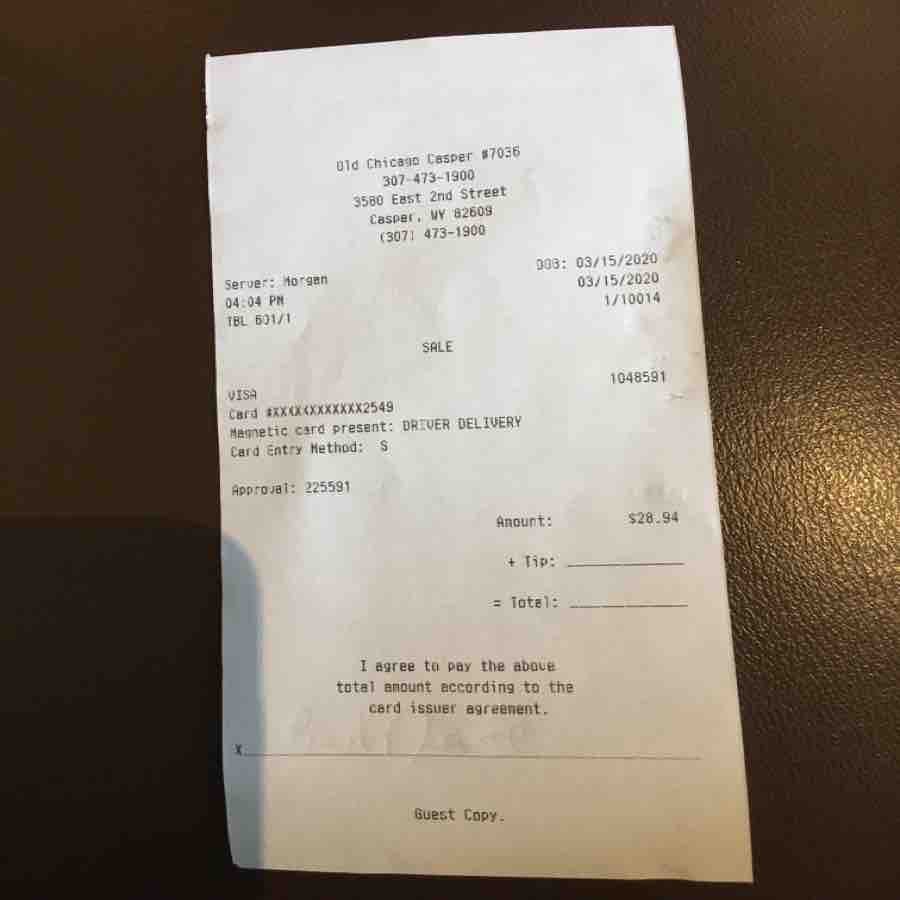 Old Chicago Casper #7036
307-473-1900
3580 East 2nd Street
Casper, WY 82609
(307) 473-1900
Server: Morgan DOB: 03/15/2020
04:04 PM 03/15/2020
TBL 601/1 1/10014
SALE
VISA 1048591
Card #XXXXXXXXXXXX2549
Magnetic card present: DRIVER DELIVERY
Card Entry Method: S
Approval: 225591
Amount: $28.94
+ Tip:
= Total:
I agree to pay the above
total amount according to the
card issuer agreement.
X
Guest Copy.